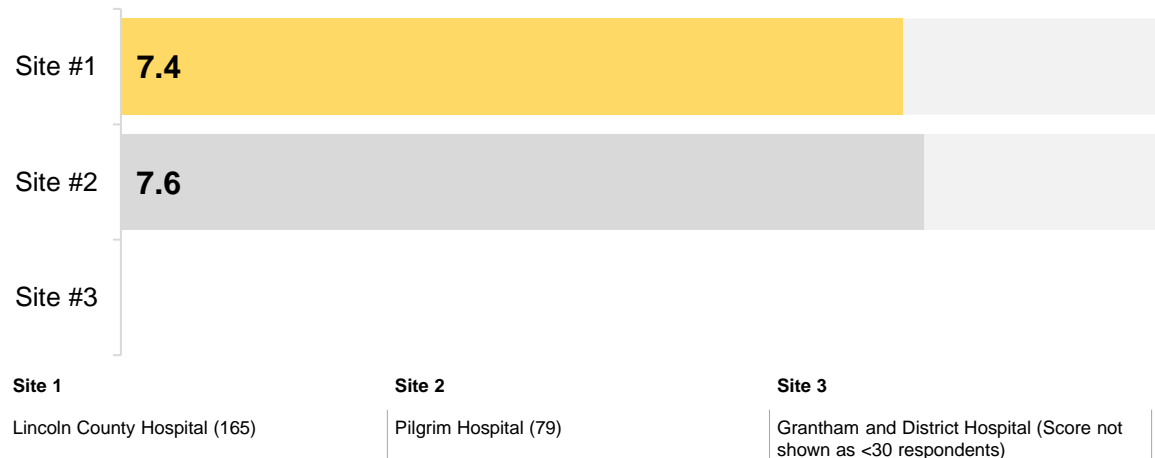 Site #1
7.4
Site #2
7.6
Site #3
Site 1
Site 2
Site 3
Lincoln County Hospital (165)
Pilgrim Hospital (79)
Grantham and District Hospital (Score not
shown as <30 respondents)